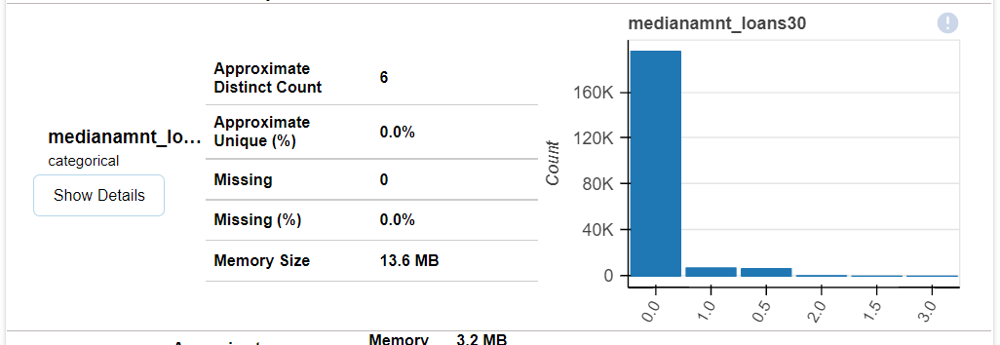 medianamnt_lo...
categorical
Show Details
Approximate
Distinct Count
6
Approximate
Unique (%)
0.0%
Missing
0
Missing (%)
0.0%
Memory Size
13.6 MB
medianamnt_loans30
!
Count
160K
120K
80K
40K
0
0.0
1.0
0.5
2.0
1.5
3.0
Memory
3.2 MB